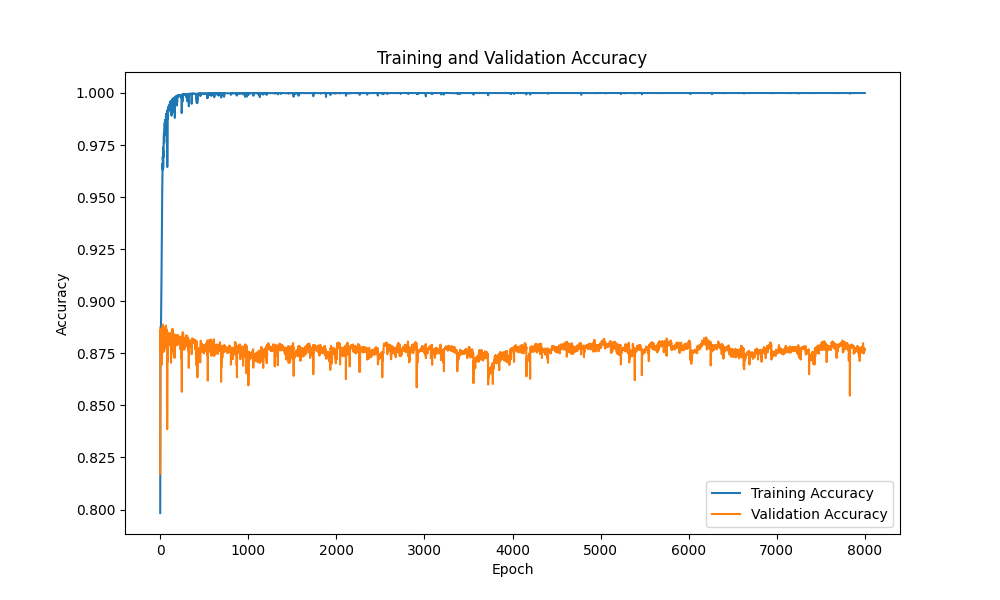 Training and Validation Accuracy
Accuracy
1.000
0.975
0.950
0.925
0.900
0.875
0.850
0.825
0.800
Training Accuracy
Validation Accuracy
0 1000 2000 3000 4000 5000 6000 7000 8000
Epoch